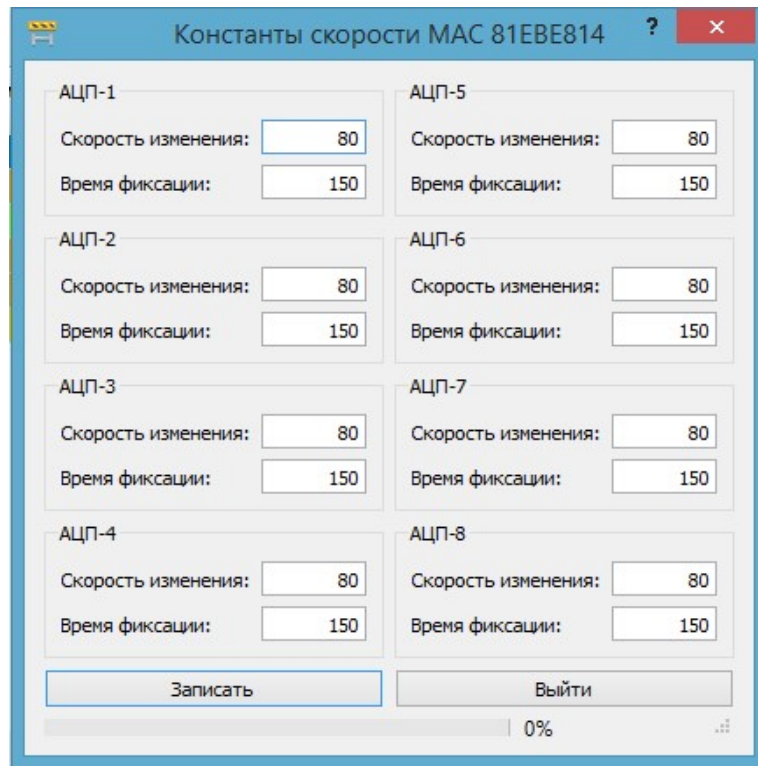 Константы скорости MAC 81EBE814
?
АЦП-1
Скорость изменения: 80
Время фиксации: 150
АЦП-2
Скорость изменения: 80
Время фиксации: 150
АЦП-3
Скорость изменения: 80
Время фиксации: 150
АЦП-4
Скорость изменения: 80
Время фиксации: 150
АЦП-5
Скорость изменения: 80
Время фиксации: 150
АЦП-6
Скорость изменения: 80
Время фиксации: 150
АЦП-7
Скорость изменения: 80
Время фиксации: 150
АЦП-8
Скорость изменения: 80
Время фиксации: 150
Записать
Выйти
0%